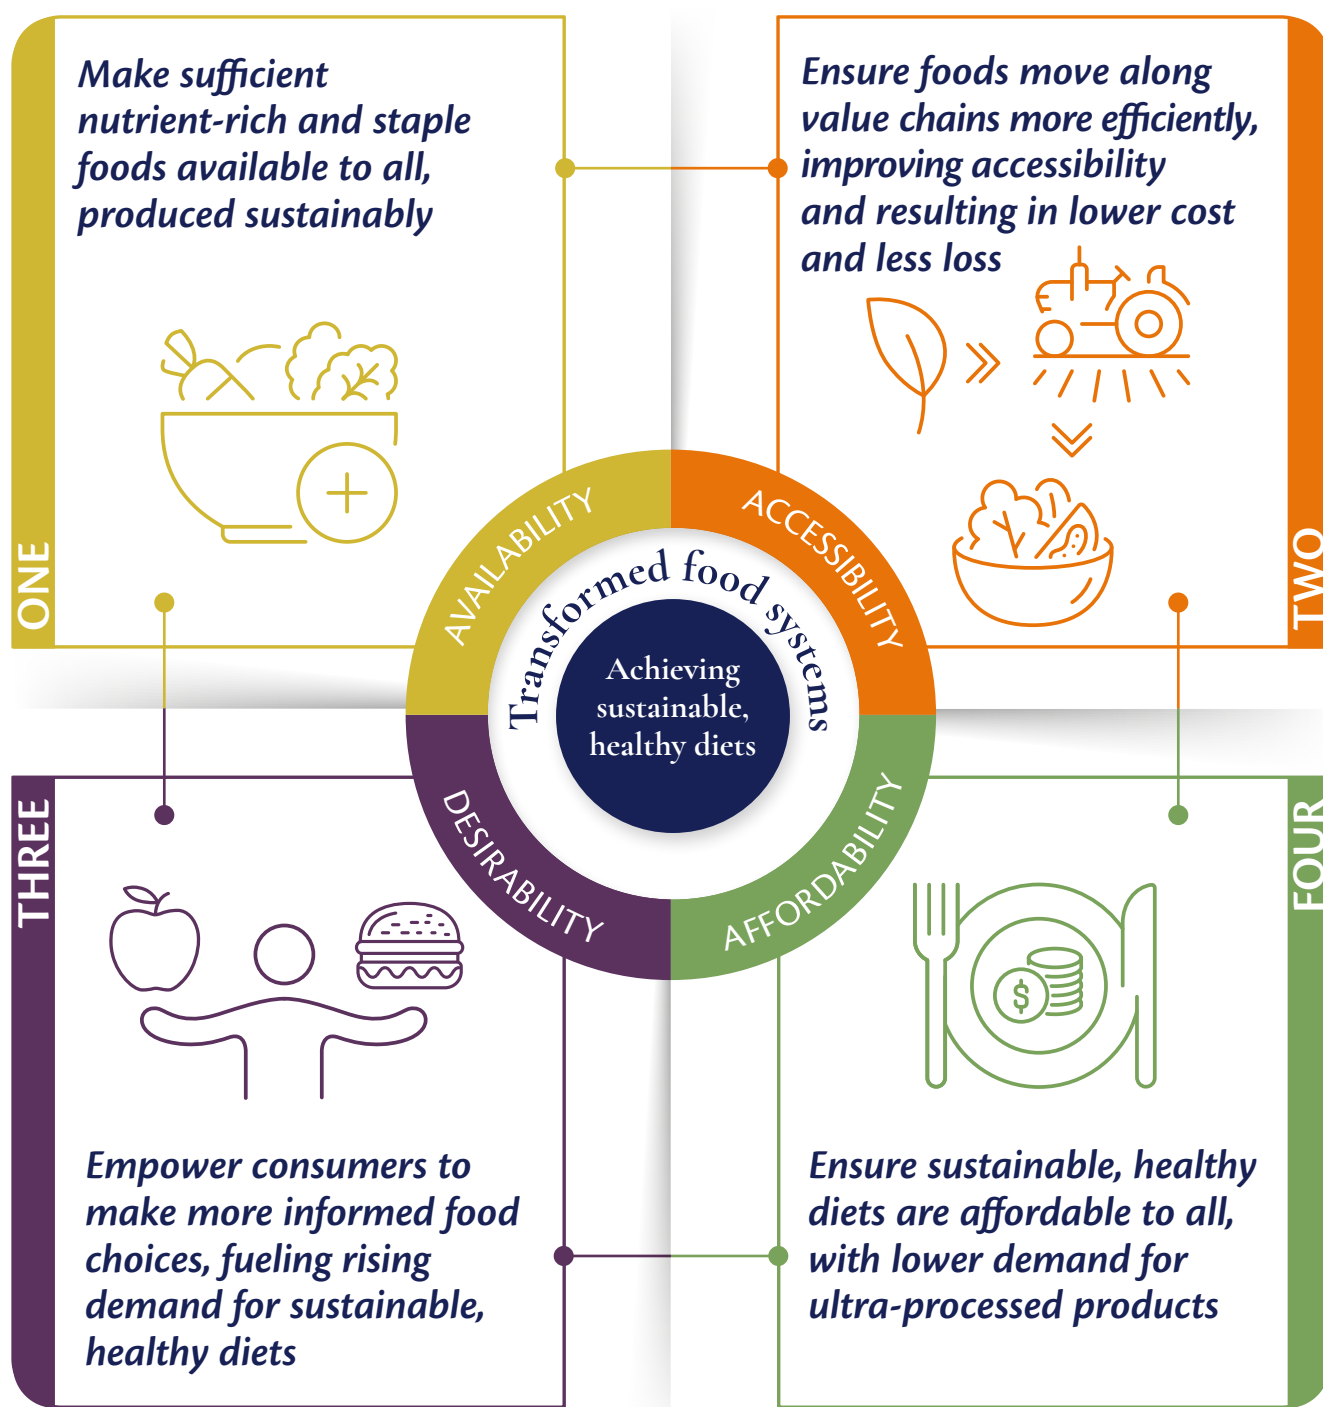 Make sufficient
nutrient-rich and staple
foods available to all,
produced sustainably
ONE
Ensure foods move along
value chains more efficiently,
improving accessibility
and resulting in lower cost
and less loss
TWO
AVAILABILITY
ACCESSIBILITY
Transformed food systems
Achieving
sustainable,
healthy diets
DESIRABILITY
AFFORDABILITY
THREE
Empower consumers to
make more informed food
choices, fueling rising
demand for sustainable,
healthy diets
FOUR
$
Ensure sustainable, healthy
diets are affordable to all,
with lower demand for
ultra-processed products